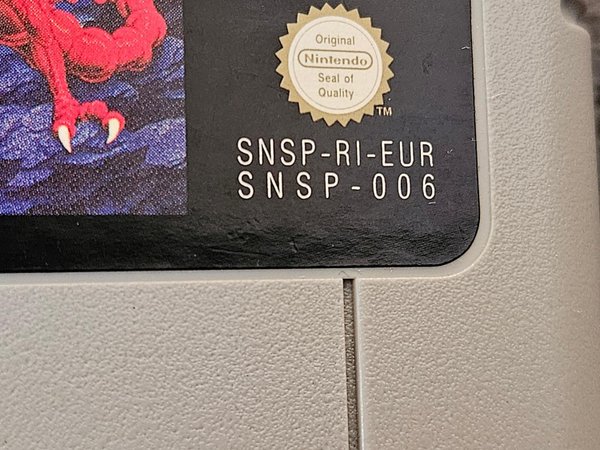 Original
Nintendo
Seal of
Quality
TM
SNSP-RI-EUR
SNSP-006